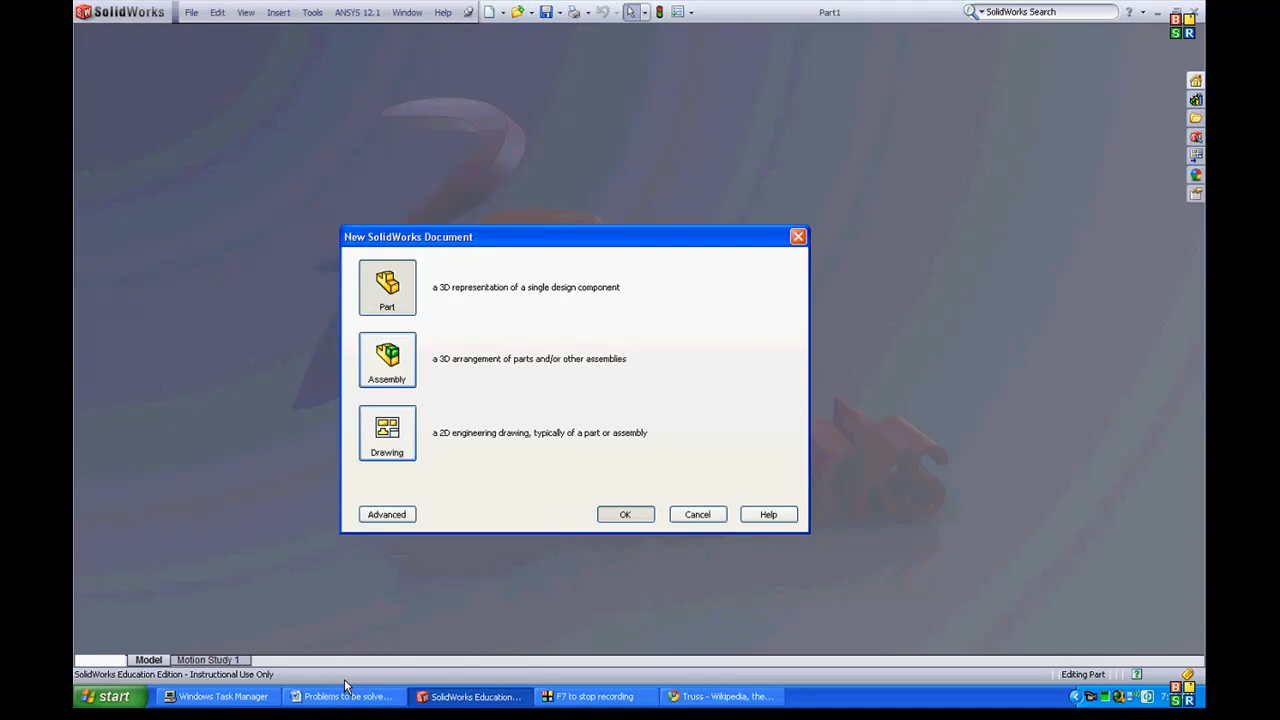 SolidWorks File Edit View Insert Tools ANSYS 12.1 Window Help Part1 SolidWorks Search ?
B
S R
New SolidWorks Document
Part
a 3D representation of a single design component
Assembly
a 3D arrangement of parts and/or other assemblies
Drawing
a 2D engineering drawing, typically of a part or assembly
Advanced OK Cancel Help
Model Motion Study 1
SolidWorks Education Edition - Instructional Use Only Editing Part ?
start Windows Task Manager Problems to be solve... SolidWorks Education... F7 to stop recording Truss - Wikipedia, the...
B
S R